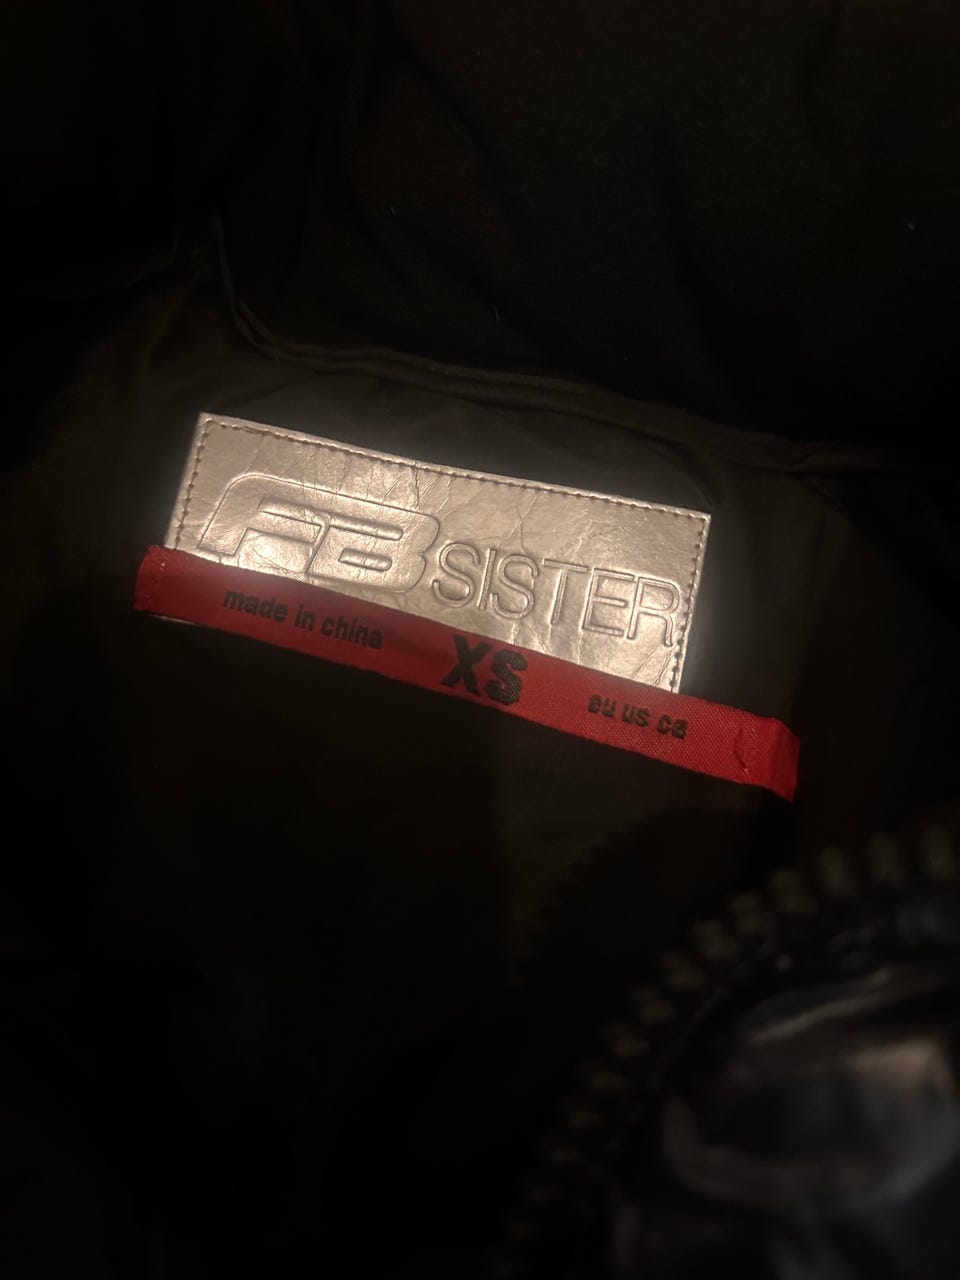 FB SISTER
made in china
XS
eu us ca